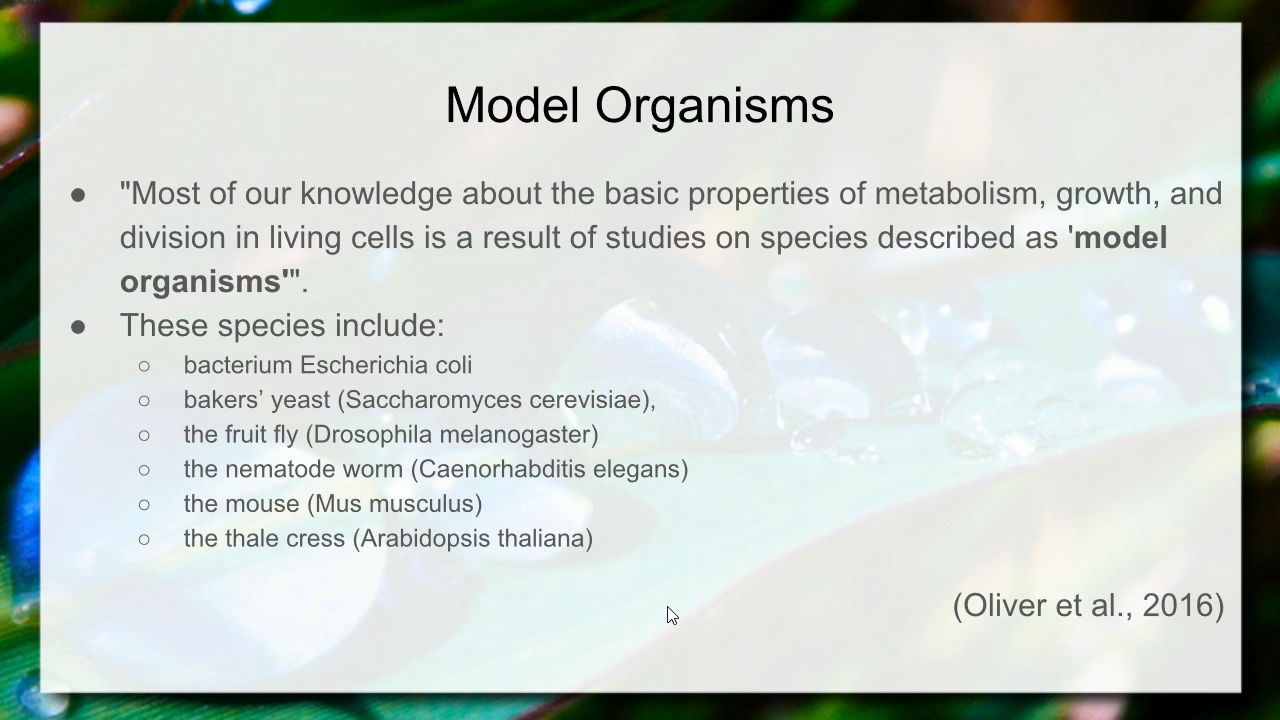 Model Organisms
● "Most of our knowledge about the basic properties of metabolism, growth, and
division in living cells is a result of studies on species described as 'model
organisms'".
● These species include:
○ bacterium Escherichia coli
○ bakers’ yeast (Saccharomyces cerevisiae),
○ the fruit fly (Drosophila melanogaster)
○ the nematode worm (Caenorhabditis elegans)
○ the mouse (Mus musculus)
○ the thale cress (Arabidopsis thaliana)
(Oliver et al., 2016)